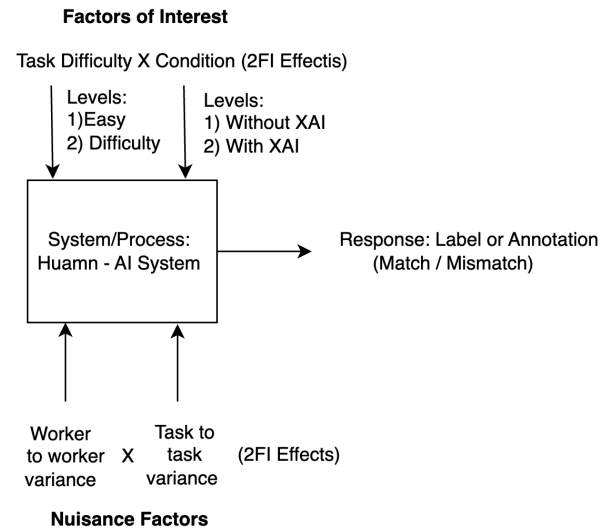 Factors of Interest
Task Difficulty X Condition (2FI Effectis)
Levels:
1)Easy
2) Difficulty
Levels:
1) Without XAI
2) With XAI
System/Process:
Huamn - AI System
Response: Label or Annotation
(Match / Mismatch)
Worker
to worker
variance
X
Task to
task
variance
(2FI Effects)
Nuisance Factors